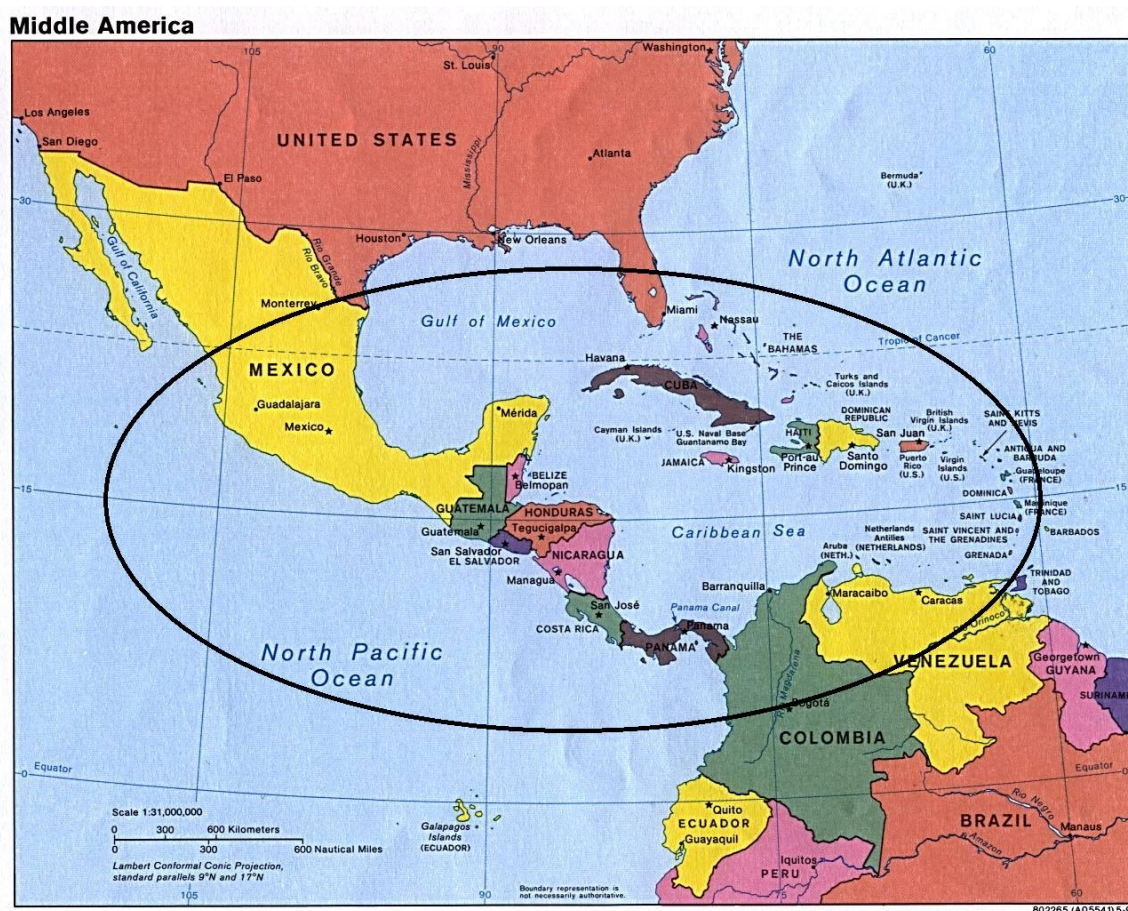 Middle America
105
90
60
Washington
St. Louis
Los Angeles
San Diego
UNITED STATES
Mississippi
Atlanta
El Paso
Bermuda
(U.K.)
30
30
Houston
New Orleans
Gulf of California
Rio Grande
Rio Bravo
North Atlantic
Ocean
Monterrey
Gulf of Mexico
Miami
Nassau
THE
BAHAMAS
Tropic of Cancer
Havana
MEXICO
CUBA
Turks and
Caicos Islands
(U.K.)
Guadalajara
Mérida
Mexico
Cayman Islands
(U.K.)
U.S. Naval Base
Guantanamo Bay
HAITI
DOMINICAN
REPUBLIC
British
Virgin Islands
(U.K.)
SAINT KITTS
AND NEVIS
San Juan
JAMAICA
Kingston
Port-au
Prince
Santo
Domingo
Puerto
Rico
(U.S.)
Virgin
Islands
(U.S.)
ANTIGUA AND
BARBUDA
Guadeloupe
(FRANCE)
BELIZE
Belmopan
DOMINICA
Martinique
(FRANCE)
15
15
GUATEMALA
HONDURAS
Guatemala
Tegucigalpa
Caribbean Sea
SAINT LUCIA
Netherlands
Antilles
(NETHERLANDS)
SAINT VINCENT AND
THE GRENADINES
BARBADOS
San Salvador
EL SALVADOR
NICARAGUA
Aruba
(NETH.)
GRENADA
Managua
Barranquilla
Maracaibo
Caracas
TRINIDAD
AND
TOBAGO
San José
COSTA RICA
Panama Canal
Panama
PANAMA
Orinoco
North Pacific
Ocean
Rio Magdalena
VENEZUELA
Georgetown
GUYANA
SURINAME
Bogotá
COLOMBIA
0
Equator
Equator
0
Scale 1:31,000,000
0 300 600 Kilometers
0 300 600 Nautical Miles
Lambert Conformal Conic Projection,
standard parallels 9°N and 17°N
Galapagos
Islands
(ECUADOR)
Quito
ECUADOR
Guayaquil
Rio Negro
BRAZIL
Manaus
Amazon
Iquitos
PERU
105
90
75
60
Boundary representation is
not necessarily authoritative.